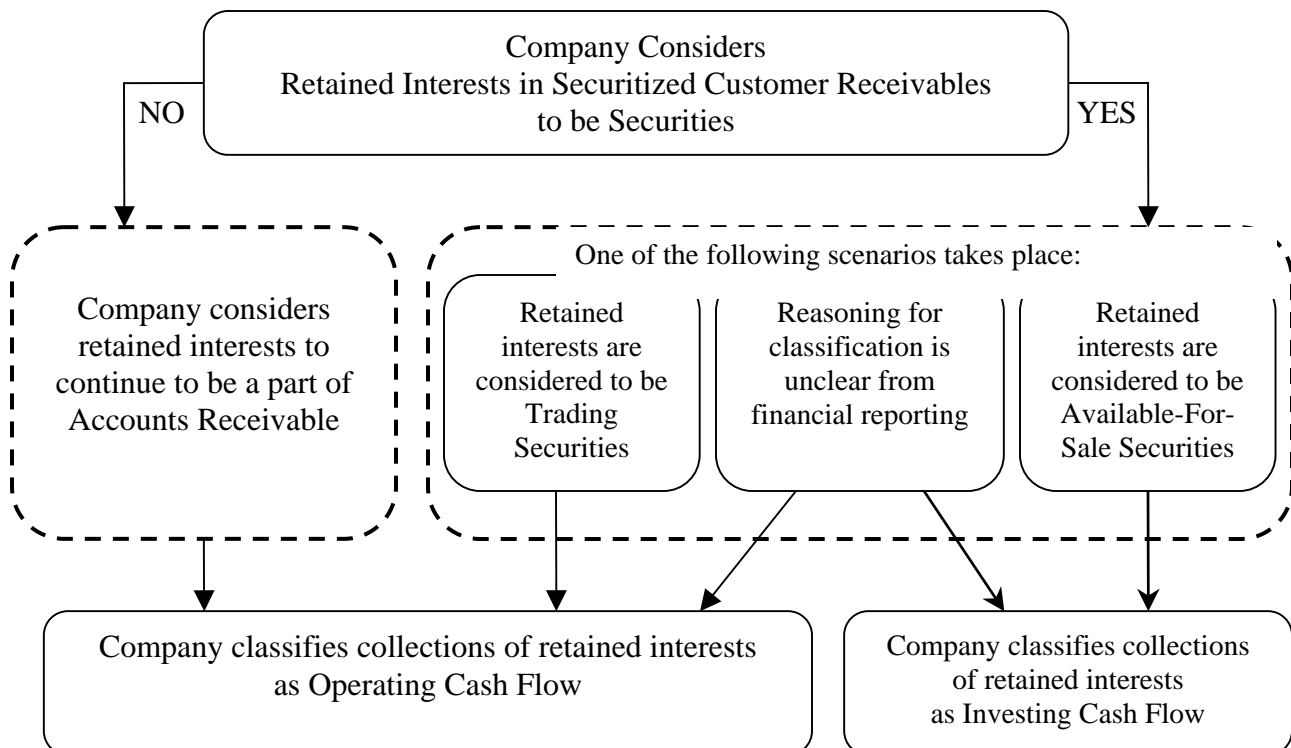 Company Considers
Retained Interests in Securitized Customer Receivables
to be Securities
NO
YES
One of the following scenarios takes place:
Company considers
retained interests to
continue to be a part of
Accounts Receivable
Retained
interests are
considered to be
Trading
Securities
Reasoning for
classification is
unclear from
financial reporting
Retained
interests are
considered to be
Available-For-
Sale Securities
Company classifies collections of retained interests
as Operating Cash Flow
Company classifies collections
of retained interests
as Investing Cash Flow